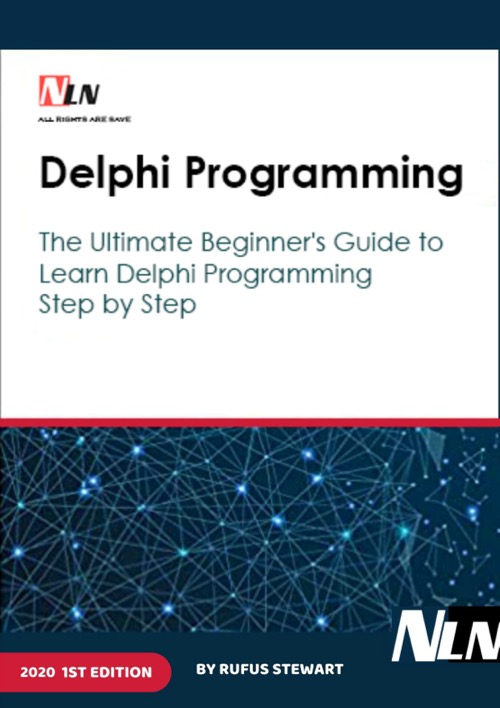 NLN
ALL RIGHTS ARE SAVE
Delphi Programming
The Ultimate Beginner's Guide to
Learn Delphi Programming
Step by Step
NLN
2020 1ST EDITION
BY RUFUS STEWART